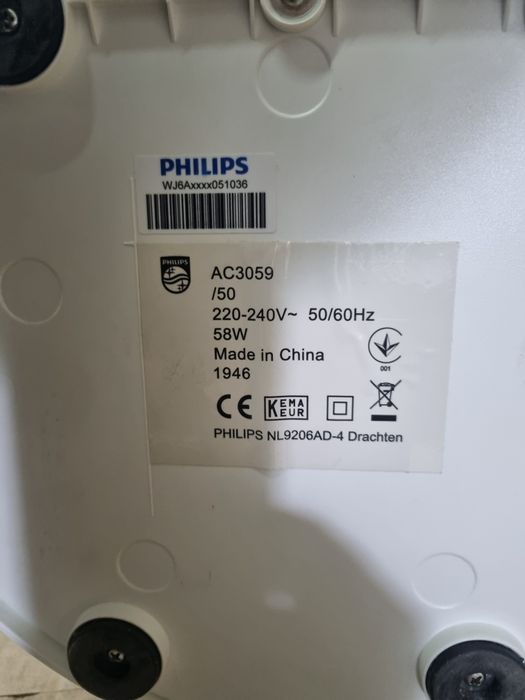 PHILIPS
WJ6Axxxx051036
PHILIPS
AC3059
/50
220-240V~ 50/60Hz
58W
Made in China
1946
001
CE KEMA EUR
PHILIPS NL9206AD-4 Drachten